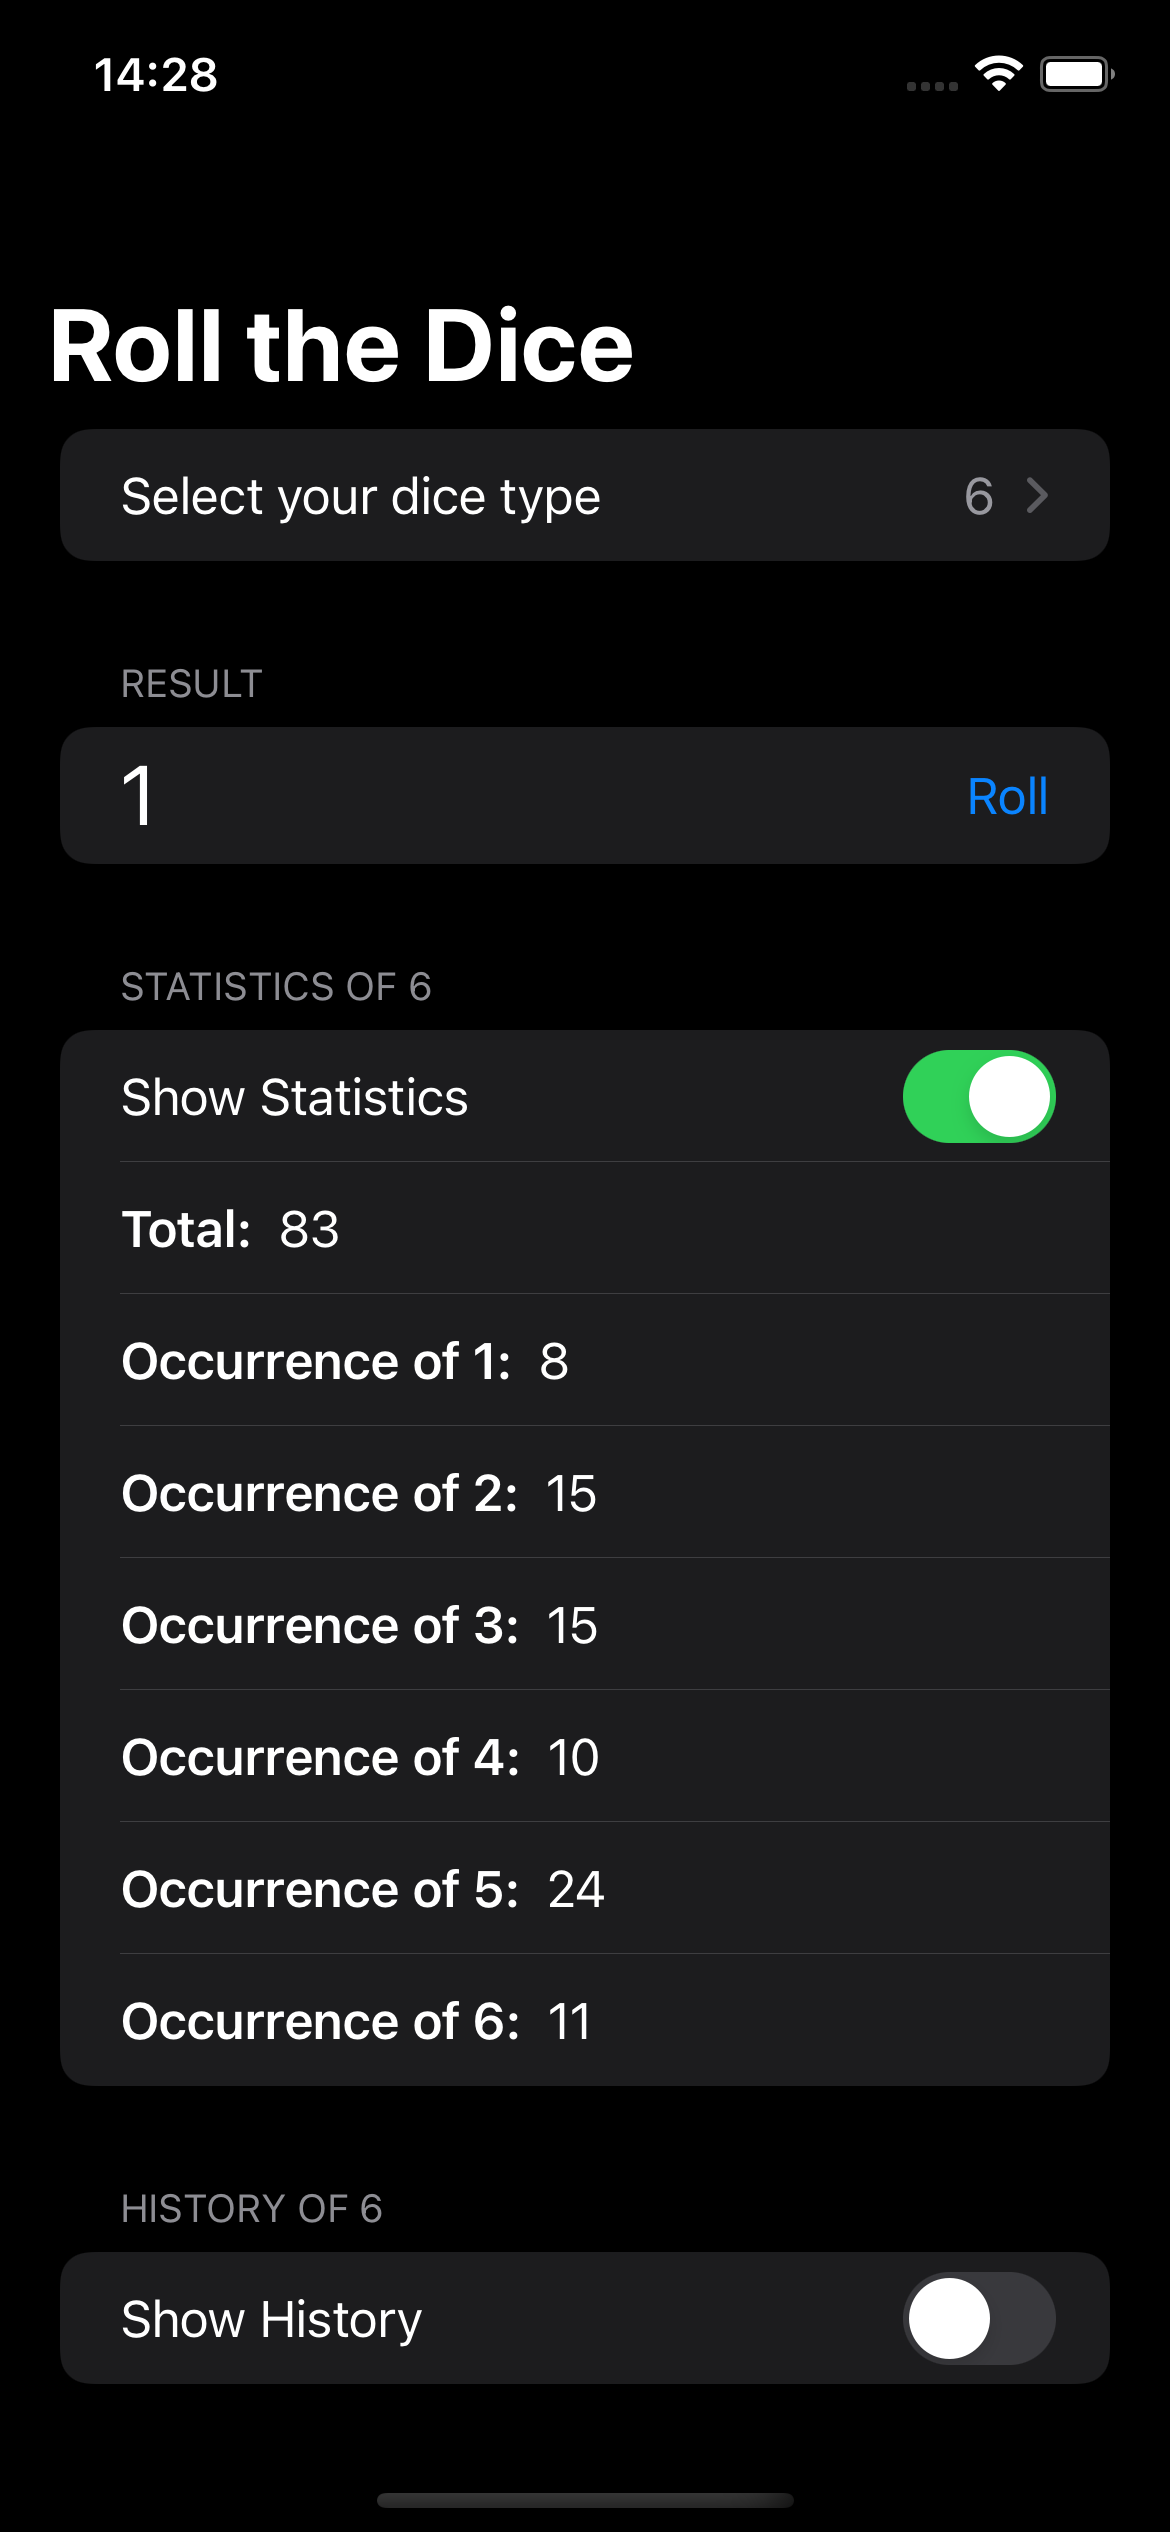 14:28
Roll the Dice
Select your dice type 6
RESULT
1 Roll
STATISTICS OF 6
Show Statistics
Total: 83
Occurrence of 1: 8
Occurrence of 2: 15
Occurrence of 3: 15
Occurrence of 4: 10
Occurrence of 5: 24
Occurrence of 6: 11
HISTORY OF 6
Show History